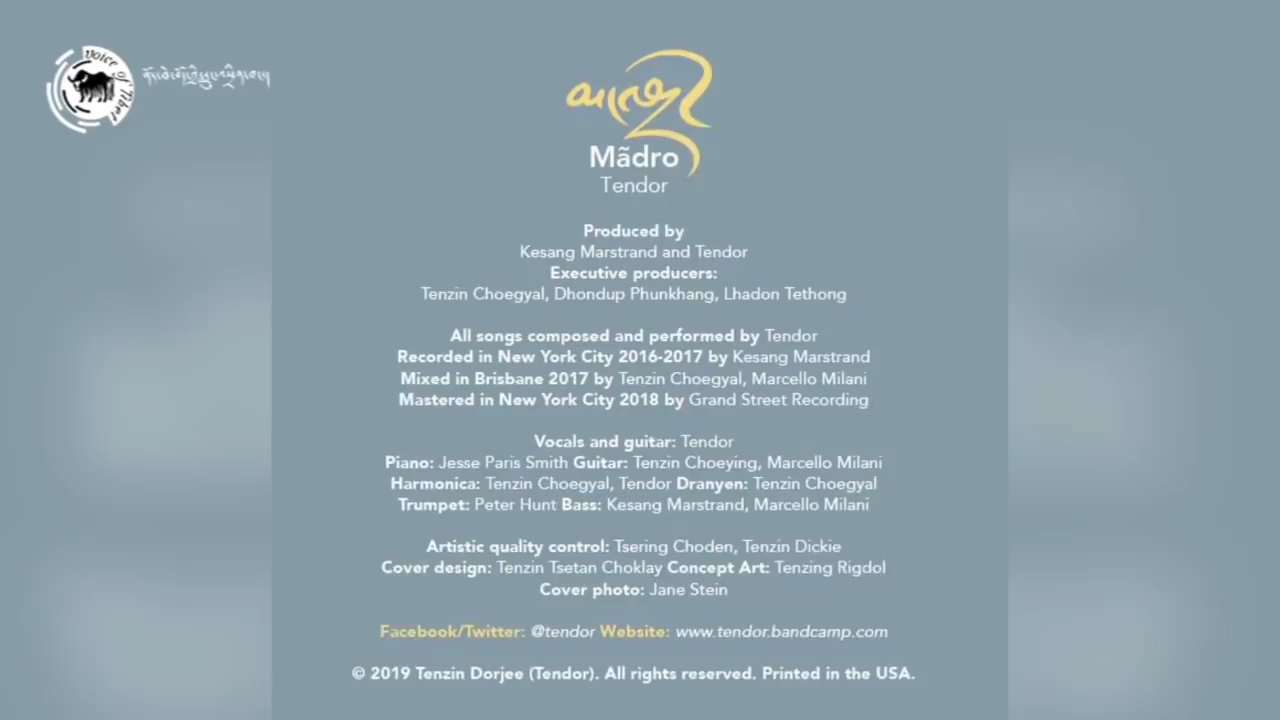 Voice of Tibet
Mãdro
Tendor
Produced by
Kesang Marstrand and Tendor
Executive producers:
Tenzin Choegyal, Dhondup Phunkhang, Lhadon Tethong
All songs composed and performed by Tendor
Recorded in New York City 2016-2017 by Kesang Marstrand
Mixed in Brisbane 2017 by Tenzin Choegyal, Marcello Milani
Mastered in New York City 2018 by Grand Street Recording
Vocals and guitar: Tendor
Piano: Jesse Paris Smith Guitar: Tenzin Choeying, Marcello Milani
Harmonica: Tenzin Choegyal, Tendor Dranyen: Tenzin Choegyal
Trumpet: Peter Hunt Bass: Kesang Marstrand, Marcello Milani
Artistic quality control: Tsering Choden, Tenzin Dickie
Cover design: Tenzin Tsetan Choklay Concept Art: Tenzing Rigdol
Cover photo: Jane Stein
Facebook/Twitter: @tendor Website: www.tendor.bandcamp.com
© 2019 Tenzin Dorjee (Tendor). All rights reserved. Printed in the USA.